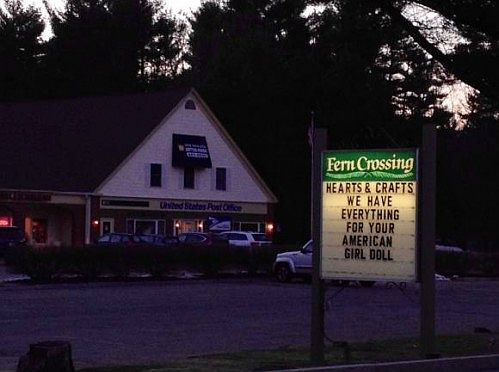 United States Post Office
Fern Crossing
HEARTS & CRAFTS
WE HAVE
EVERYTHING
FOR YOUR
AMERICAN
GIRL DOLL